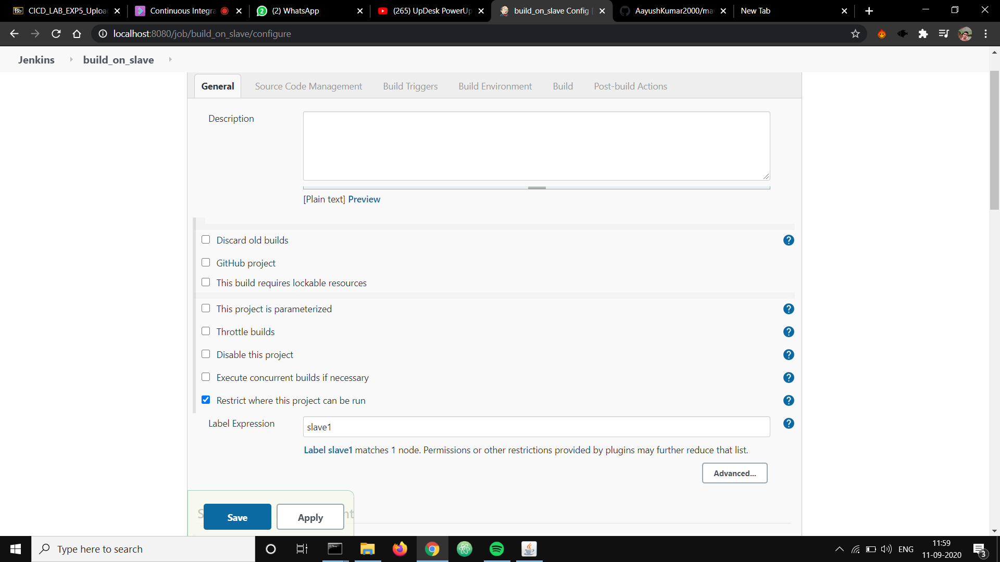 CICD_LAB_EXP5_Uploa
Continuous Integra
(2) WhatsApp
(265) UpDesk PowerUp
build_on_slave Config [
AayushKumar2000/ma
New Tab
localhost:8080/job/build_on_slave/configure
Jenkins
build_on_slave
General
Source Code Management
Build Triggers
Build Environment
Build
Post-build Actions
Description
[Plain text] Preview
Discard old builds
GitHub project
This build requires lockable resources
This project is parameterized
Throttle builds
Disable this project
Execute concurrent builds if necessary
Restrict where this project can be run
Label Expression
slave1
Label slave1 matches 1 node. Permissions or other restrictions provided by plugins may further reduce that list.
Advanced...
Save
Apply
Type here to search
ENG
11:59
11-09-2020
3